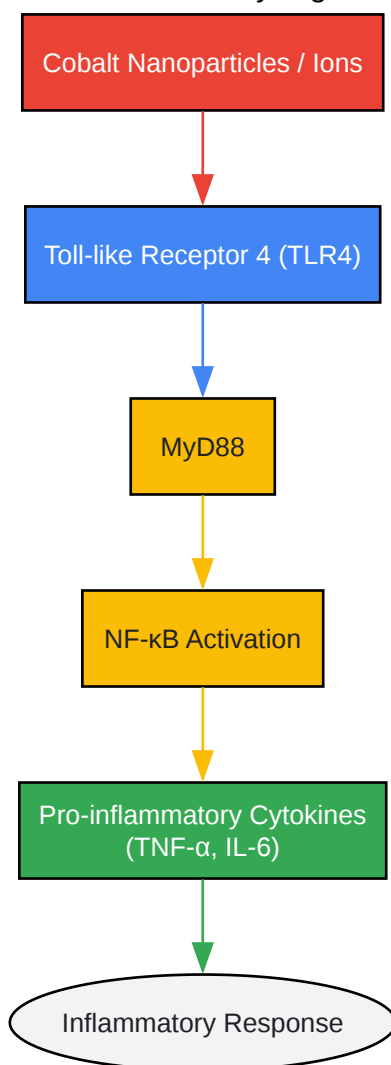 Cobalt Nanoparticles / Ions
Toll-like Receptor 4 (TLR4)
MyD88
NF-κB Activation
Pro-inflammatory Cytokines
(TNF-α, IL-6)
Inflammatory Response